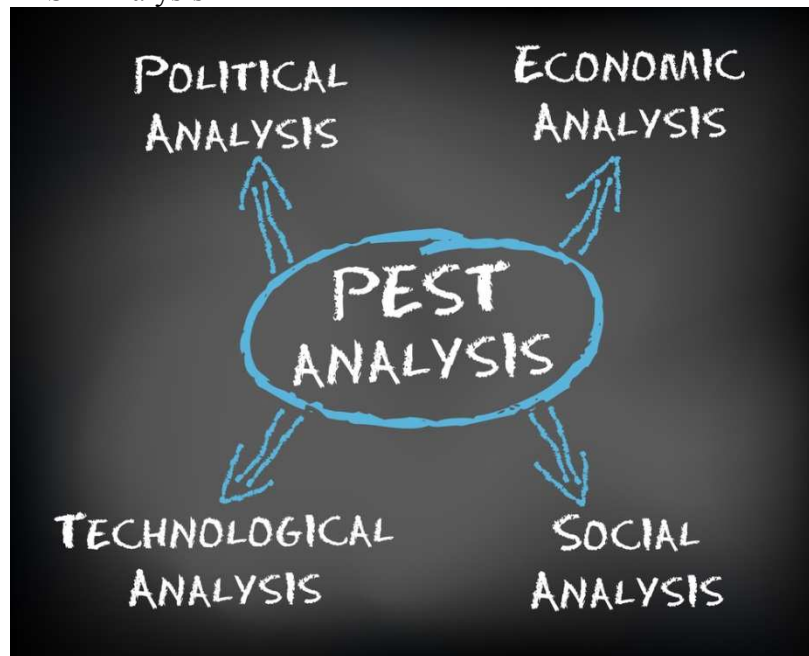 POLITICAL
ANALYSIS
ECONOMIC
ANALYSIS
PEST
ANALYSIS
TECHNOLOGICAL
ANALYSIS
SOCIAL
ANALYSIS